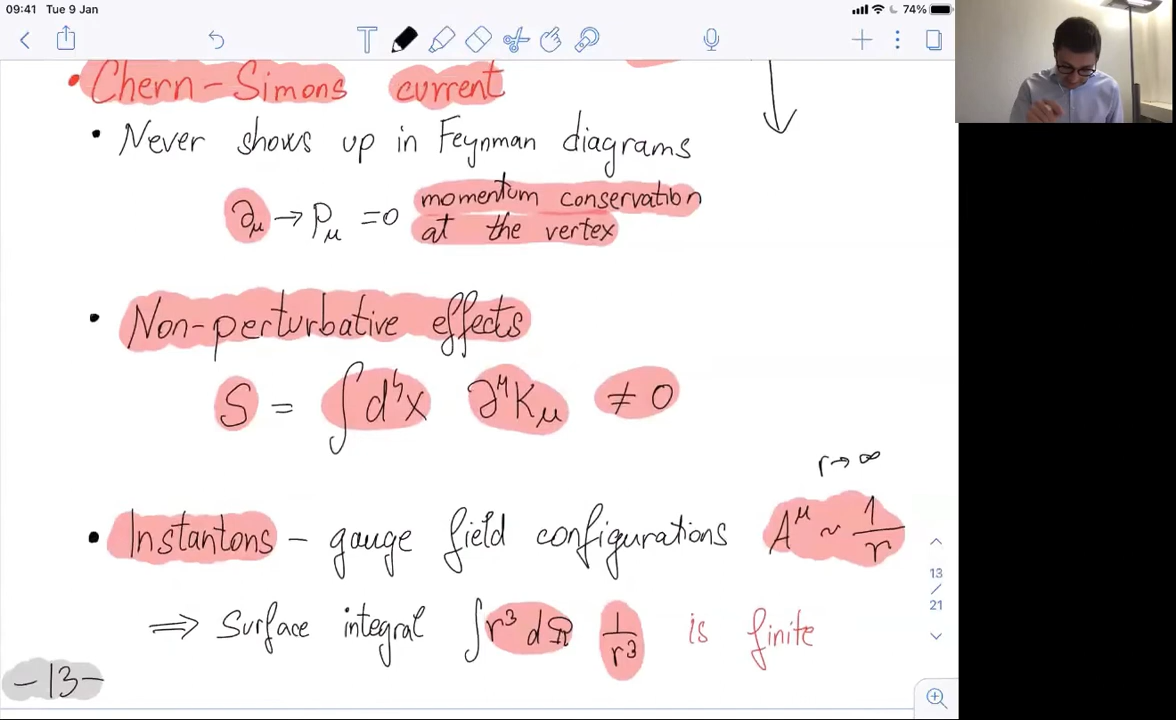 09:41 Tue 9 Jan 74%
• Chern-Simons current
• Never shows up in Feynman diagrams
∂μ → Pμ = 0 momentum conservation
at the vertex
• Non-perturbative effects
S = ∫ d⁴x ∂^μ Kμ ≠ 0
r → ∞
• Instantons - gauge field configurations A^μ ~ 1/r
⟹ Surface integral ∫ r³ dΩ 1/r³ is finite
13
/
21
-13-